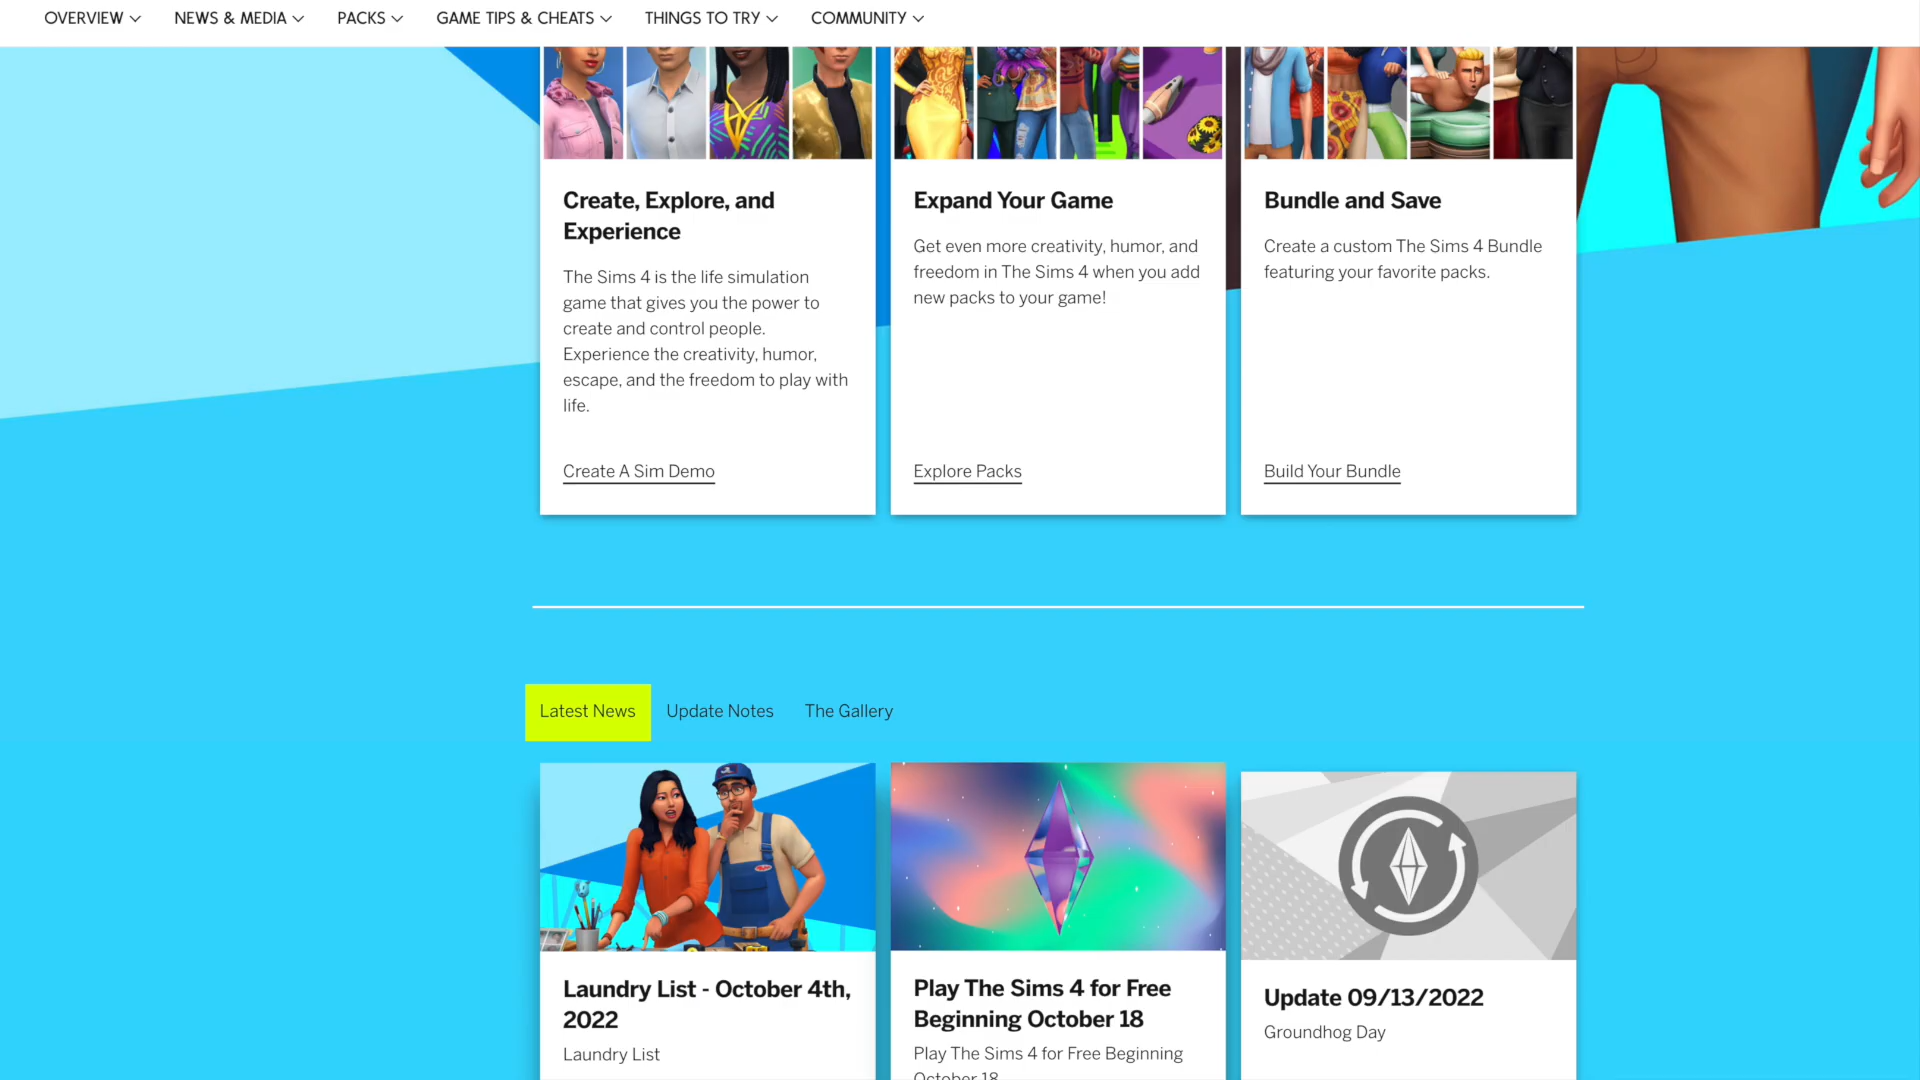 OVERVIEW NEWS & MEDIA PACKS GAME TIPS & CHEATS THINGS TO TRY COMMUNITY
Create, Explore, and
Experience
The Sims 4 is the life simulation
game that gives you the power to
create and control people.
Experience the creativity, humor,
escape, and the freedom to play with
life.
Create A Sim Demo
Expand Your Game
Get even more creativity, humor, and
freedom in The Sims 4 when you add
new packs to your game!
Explore Packs
Bundle and Save
Create a custom The Sims 4 Bundle
featuring your favorite packs.
Build Your Bundle
Latest News Update Notes The Gallery
Laundry List - October 4th,
2022
Laundry List
Play The Sims 4 for Free
Beginning October 18
Play The Sims 4 for Free Beginning
October 18
Update 09/13/2022
Groundhog Day